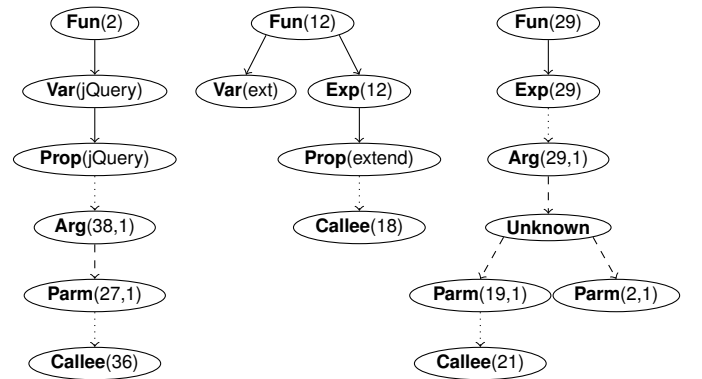 Fun(2)
Fun(12)
Fun(29)
Var(jQuery)
Var(ext)
Exp(12)
Exp(29)
Prop(jQuery)
Prop(extend)
Arg(29,1)
Arg(38,1)
Callee(18)
Unknown
Parm(27,1)
Parm(19,1)
Parm(2,1)
Callee(36)
Callee(21)